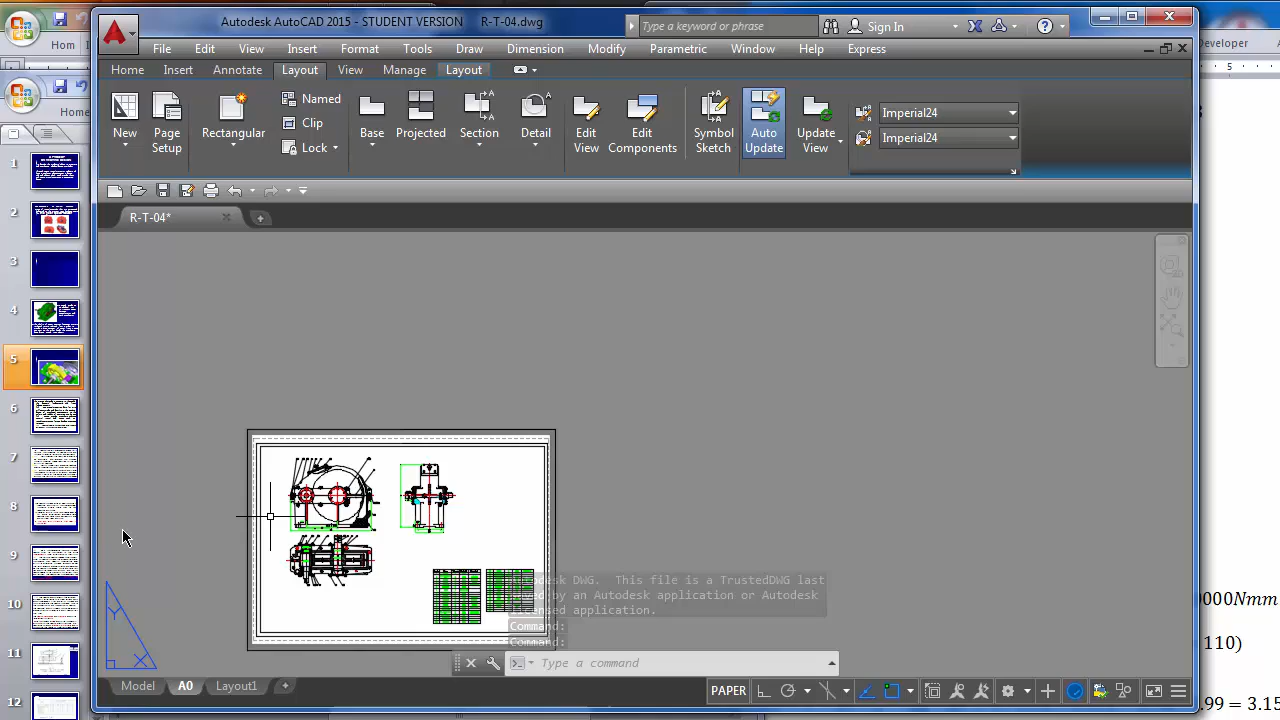 Autodesk AutoCAD 2015 - STUDENT VERSION R-T-04.dwg
Type a keyword or phrase
Sign In
File Edit View Insert Format Tools Draw Dimension Modify Parametric Window Help Express
Home Insert Annotate Layout View Manage Layout
New
Page Setup
Rectangular
Named
Clip
Lock
Base
Projected
Section
Detail
Edit View
Edit Components
Symbol Sketch
Auto Update
Update View
Imperial24
Imperial24
R-T-04*
DWG. This file is a TrustedDWG last
by an Autodesk application or Autodesk
application.
Command:
Command:
Type a command
Model A0 Layout1
PAPER
Y
X
Hom
Home
1
2
3
4
5
6
7
8
9
10
11
12
Developer
5
000Nmm
110)
.99 = 3.15